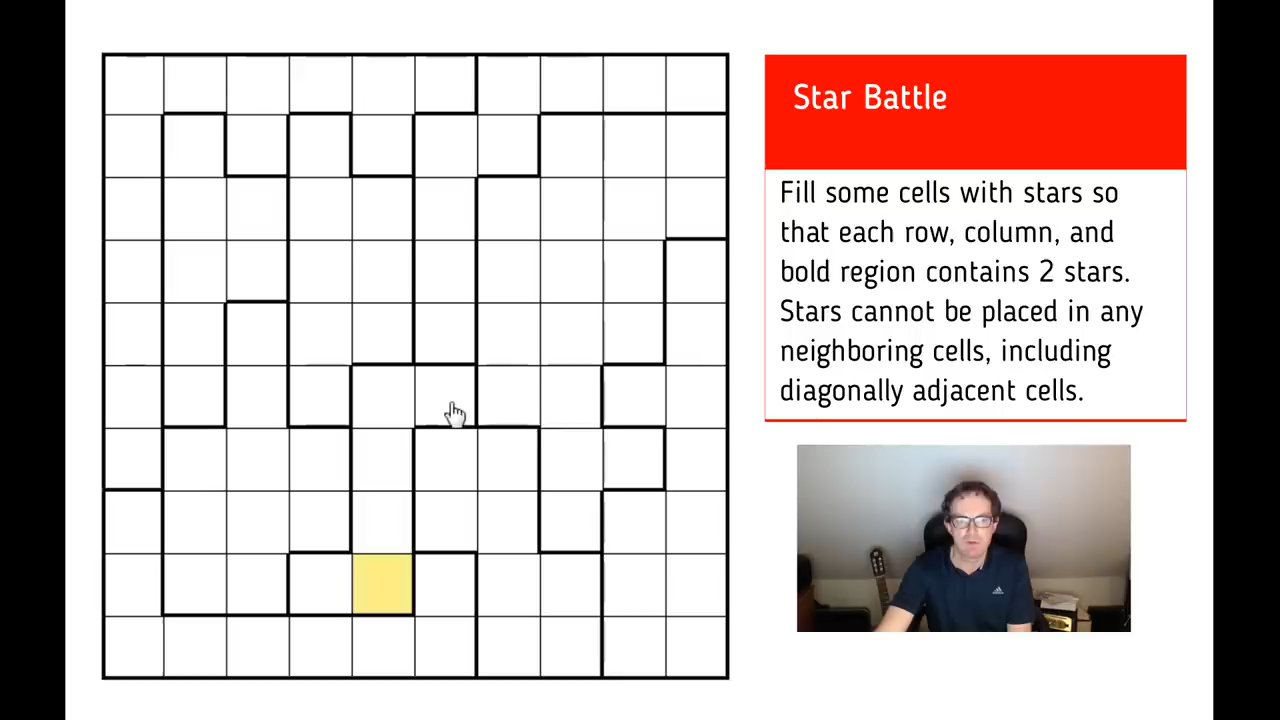 Star Battle
Fill some cells with stars so
that each row, column, and
bold region contains 2 stars.
Stars cannot be placed in any
neighboring cells, including
diagonally adjacent cells.